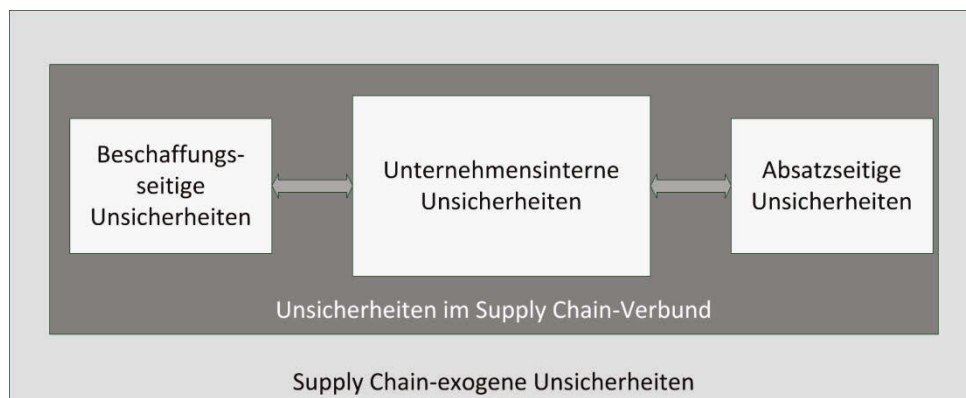 Beschaffungs-
seitige
Unsicherheiten
Unternehmensinterne
Unsicherheiten
Absatzseitige
Unsicherheiten
Unsicherheiten im Supply Chain-Verbund
Supply Chain-exogene Unsicherheiten